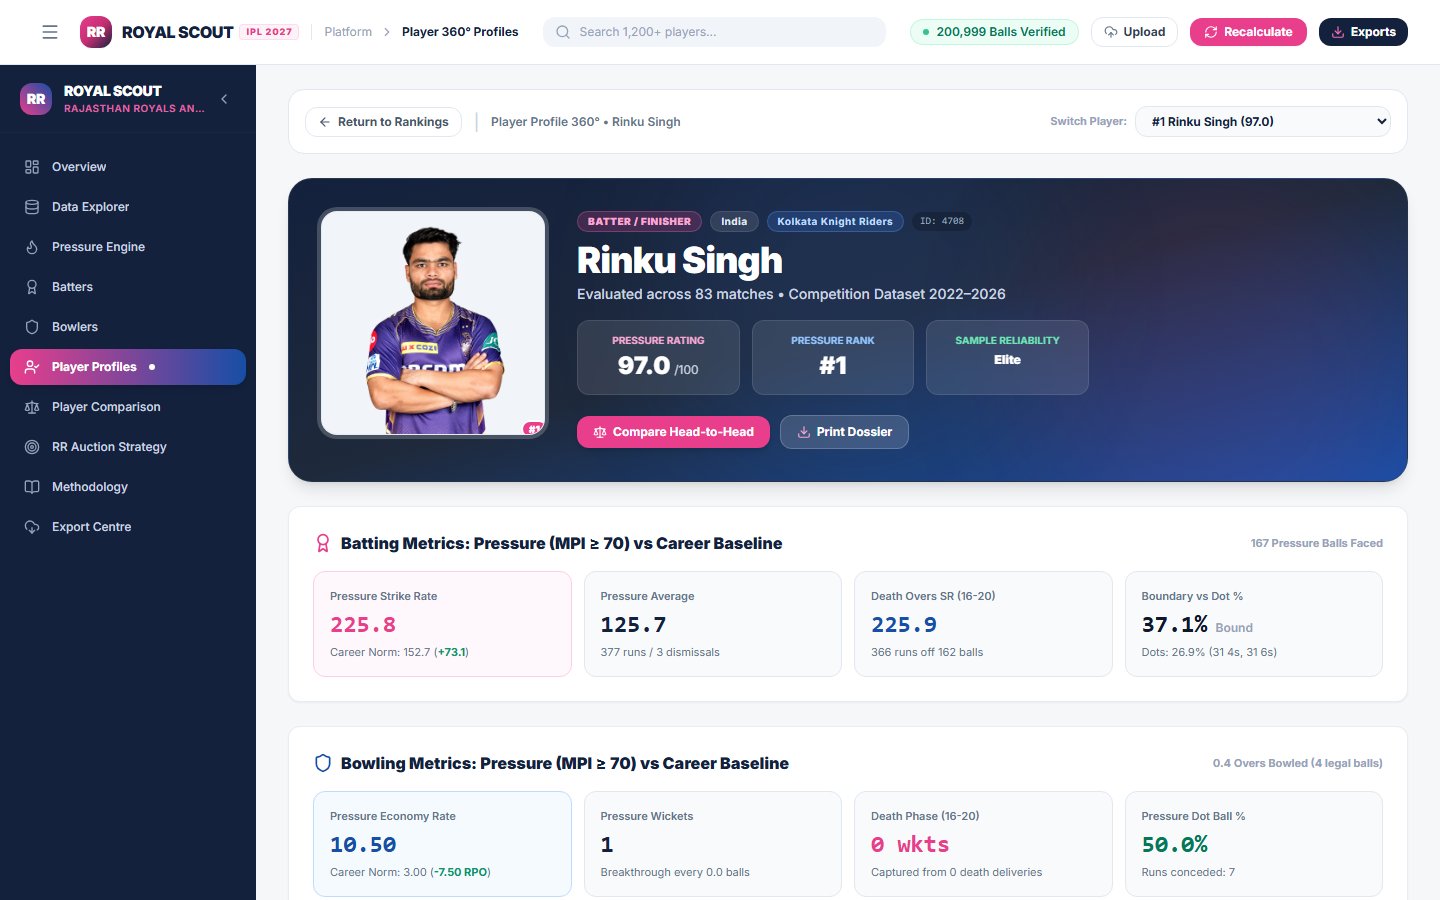 RR ROYAL SCOUT IPL 2027 Platform > Player 360° Profiles Search 1,200+ players... 200,999 Balls Verified Upload Recalculate Exports
RR ROYAL SCOUT
RAJASTHAN ROYALS AN...
Overview
Data Explorer
Pressure Engine
Batters
Bowlers
Player Profiles
Player Comparison
RR Auction Strategy
Methodology
Export Centre
Return to Rankings Player Profile 360° • Rinku Singh Switch Player: #1 Rinku Singh (97.0)
BATTER / FINISHER India Kolkata Knight Riders ID: 4708
Rinku Singh
Evaluated across 83 matches • Competition Dataset 2022–2026
PRESSURE RATING PRESSURE RANK SAMPLE RELIABILITY
97.0 /100 #1 Elite
#1
Compare Head-to-Head Print Dossier
Batting Metrics: Pressure (MPI ≥ 70) vs Career Baseline 167 Pressure Balls Faced
Pressure Strike Rate
225.8
Career Norm: 152.7 (+73.1)
Pressure Average
125.7
377 runs / 3 dismissals
Death Overs SR (16-20)
225.9
366 runs off 162 balls
Boundary vs Dot %
37.1% Bound
Dots: 26.9% (31 4s, 31 6s)
Bowling Metrics: Pressure (MPI ≥ 70) vs Career Baseline 0.4 Overs Bowled (4 legal balls)
Pressure Economy Rate
10.50
Career Norm: 3.00 (-7.50 RPO)
Pressure Wickets
1
Breakthrough every 0.0 balls
Death Phase (16-20)
0 wkts
Captured from 0 death deliveries
Pressure Dot Ball %
50.0%
Runs conceded: 7